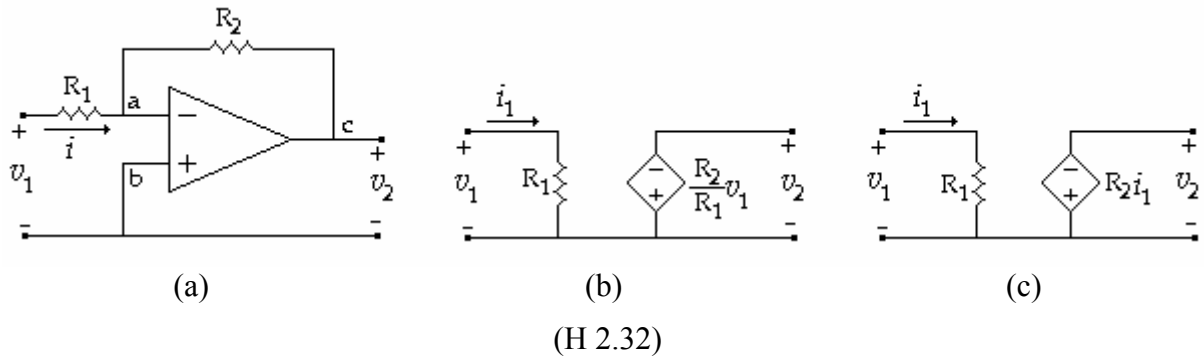 R2
R1
a
−
i
+
v1
−
b
+
c
+
v2
−
(a)
i1
+
v1
−
R1
−
+
R2
R1
v1
+
v2
−
(b)
i1
+
v1
−
R1
−
+
R2i1
+
v2
−
(c)
(H 2.32)